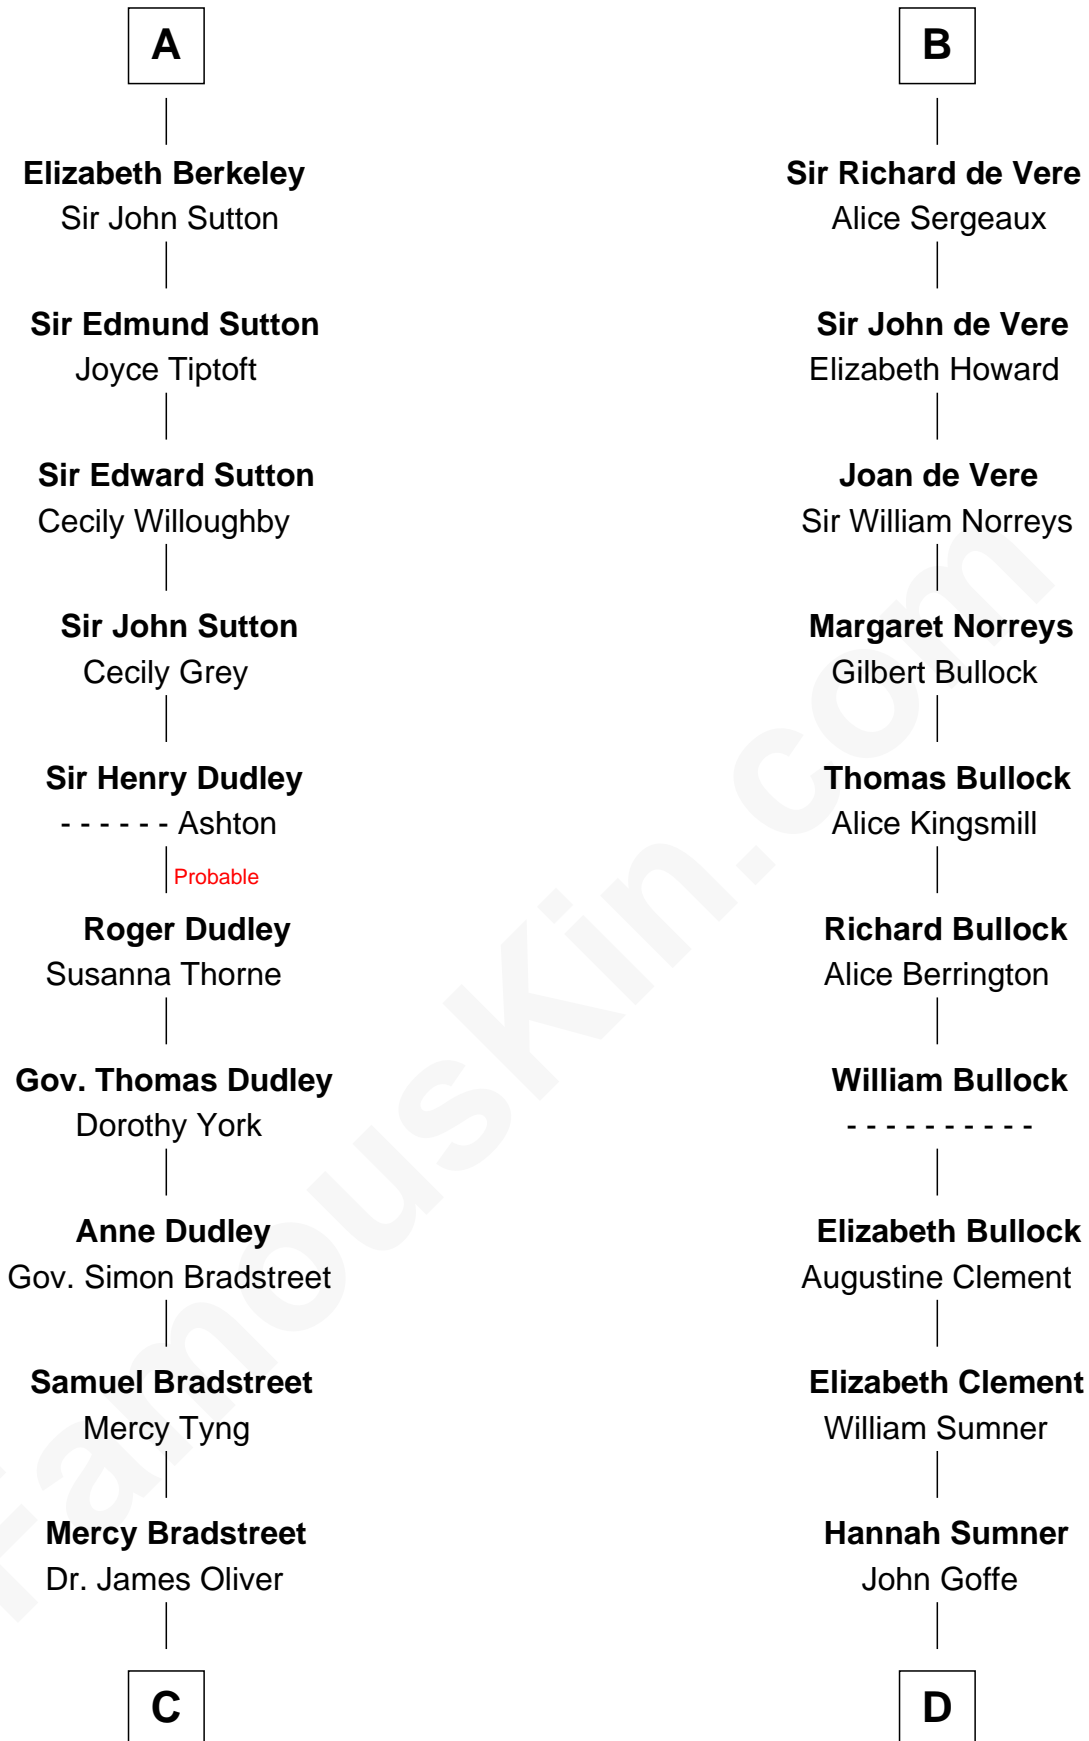 A
Elizabeth Berkeley
Sir John Sutton
Sir Edmund Sutton
Joyce Tiptoft
Sir Edward Sutton
Cecily Willoughby
Sir John Sutton
Cecily Grey
Sir Henry Dudley
- - - - - - Ashton
Probable
Roger Dudley
Susanna Thorne
Gov. Thomas Dudley
Dorothy York
Anne Dudley
Gov. Simon Bradstreet
Samuel Bradstreet
Mercy Tyng
Mercy Bradstreet
Dr. James Oliver
C
B
Sir Richard de Vere
Alice Sergeaux
Sir John de Vere
Elizabeth Howard
Joan de Vere
Sir William Norreys
Margaret Norreys
Gilbert Bullock
Thomas Bullock
Alice Kingsmill
Richard Bullock
Alice Berrington
William Bullock
- - - - - - - - - -
Elizabeth Bullock
Augustine Clement
Elizabeth Clement
William Sumner
Hannah Sumner
John Goffe
D
FamousKin.com